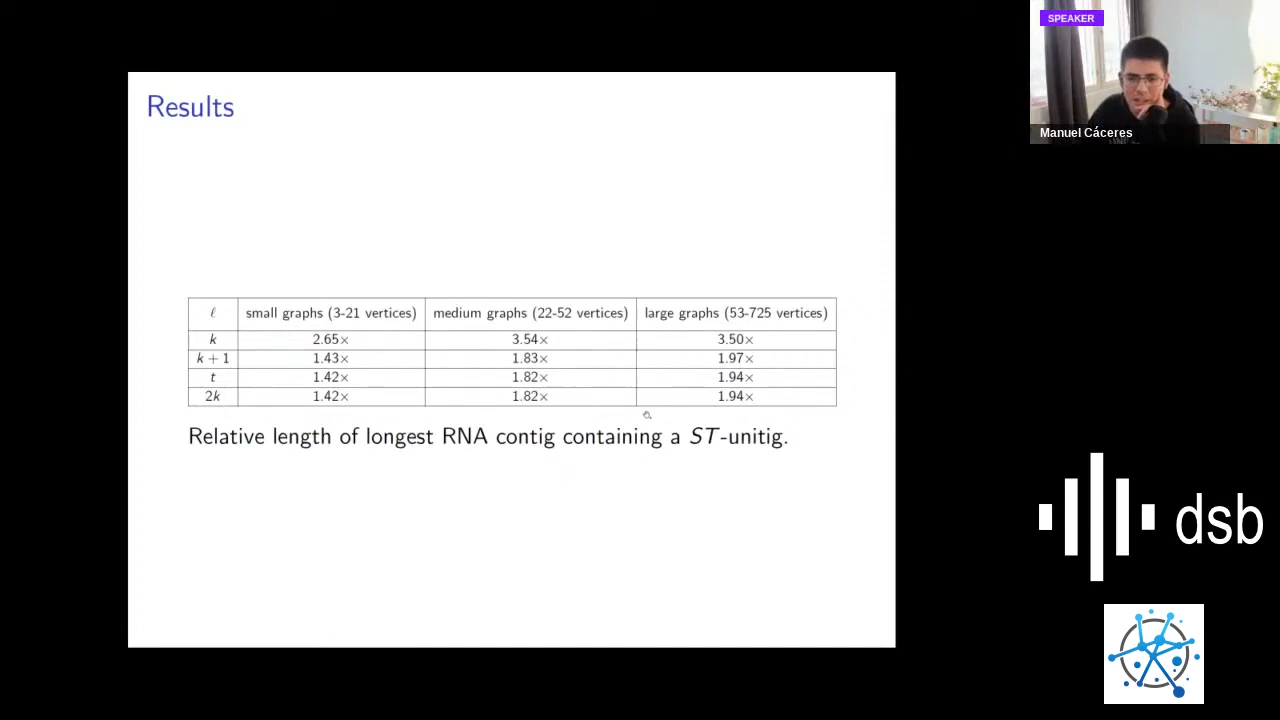 SPEAKER
Manuel Cáceres
Results
ℓ small graphs (3-21 vertices) medium graphs (22-52 vertices) large graphs (53-725 vertices)
k 2.65× 3.54× 3.50×
k + 1 1.43× 1.83× 1.97×
t 1.42× 1.82× 1.94×
2k 1.42× 1.82× 1.94×
Relative length of longest RNA contig containing a ST-unitig.
dsb